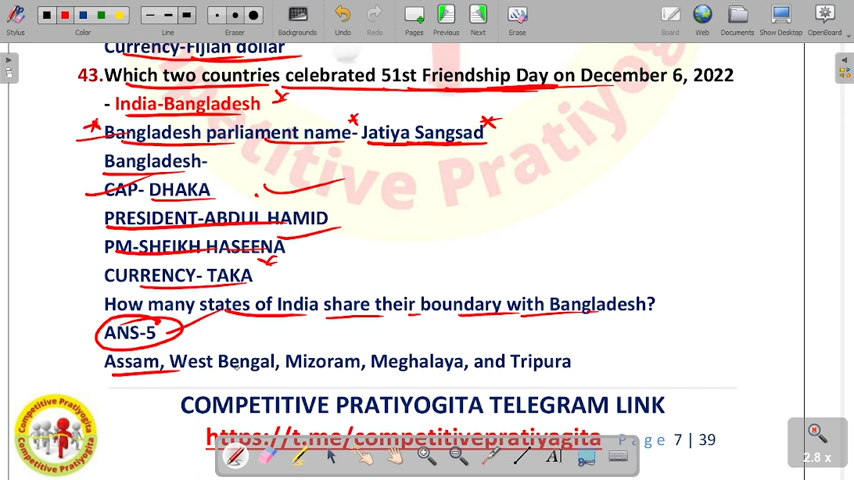 Stylus
Color
Line
Eraser
Backgrounds
Undo
Redo
Pages
Previous
Next
Erase
Board
Web
Documents
Show Desktop
OpenBoard
Currency-Fijian dollar
43.Which two countries celebrated 51st Friendship Day on December 6, 2022
- India-Bangladesh
Bangladesh parliament name- Jatiya Sangsad
Bangladesh-
CAP- DHAKA
PRESIDENT-ABDUL HAMID
PM-SHEIKH HASEENA
CURRENCY- TAKA
How many states of India share their boundary with Bangladesh?
ANS-5
Assam, West Bengal, Mizoram, Meghalaya, and Tripura
COMPETITIVE PRATIYOGITA TELEGRAM LINK
https://t.me/competitivepratiyagita
Page 7 | 39
Competitive Pratiyogita
Competitive Pratiyogita
2.8 x